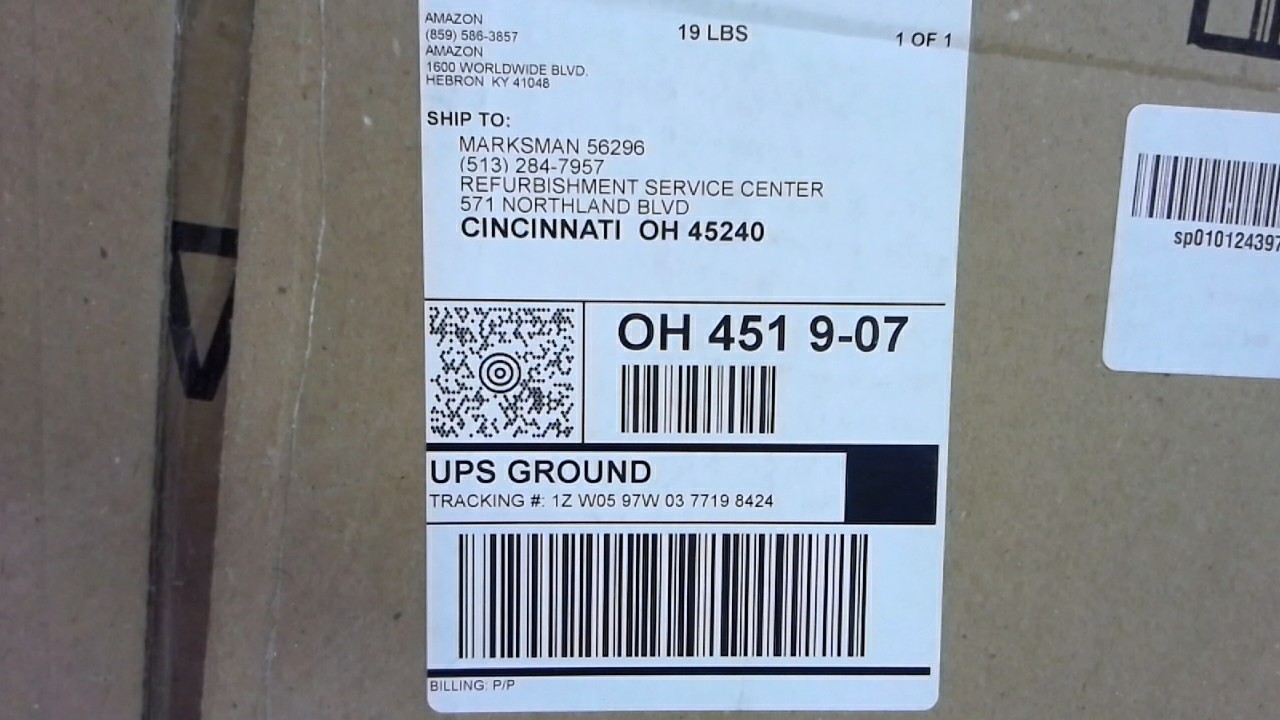 AMAZON
(859) 586-3857
AMAZON
1600 WORLDWIDE BLVD.
HEBRON KY 41048
19 LBS
1 OF 1
SHIP TO:
MARKSMAN 56296
(513) 284-7957
REFURBISHMENT SERVICE CENTER
571 NORTHLAND BLVD
CINCINNATI OH 45240
OH 451 9-07
UPS GROUND
TRACKING #: 1Z W05 97W 03 7719 8424
BILLING: P/P
sp010124397